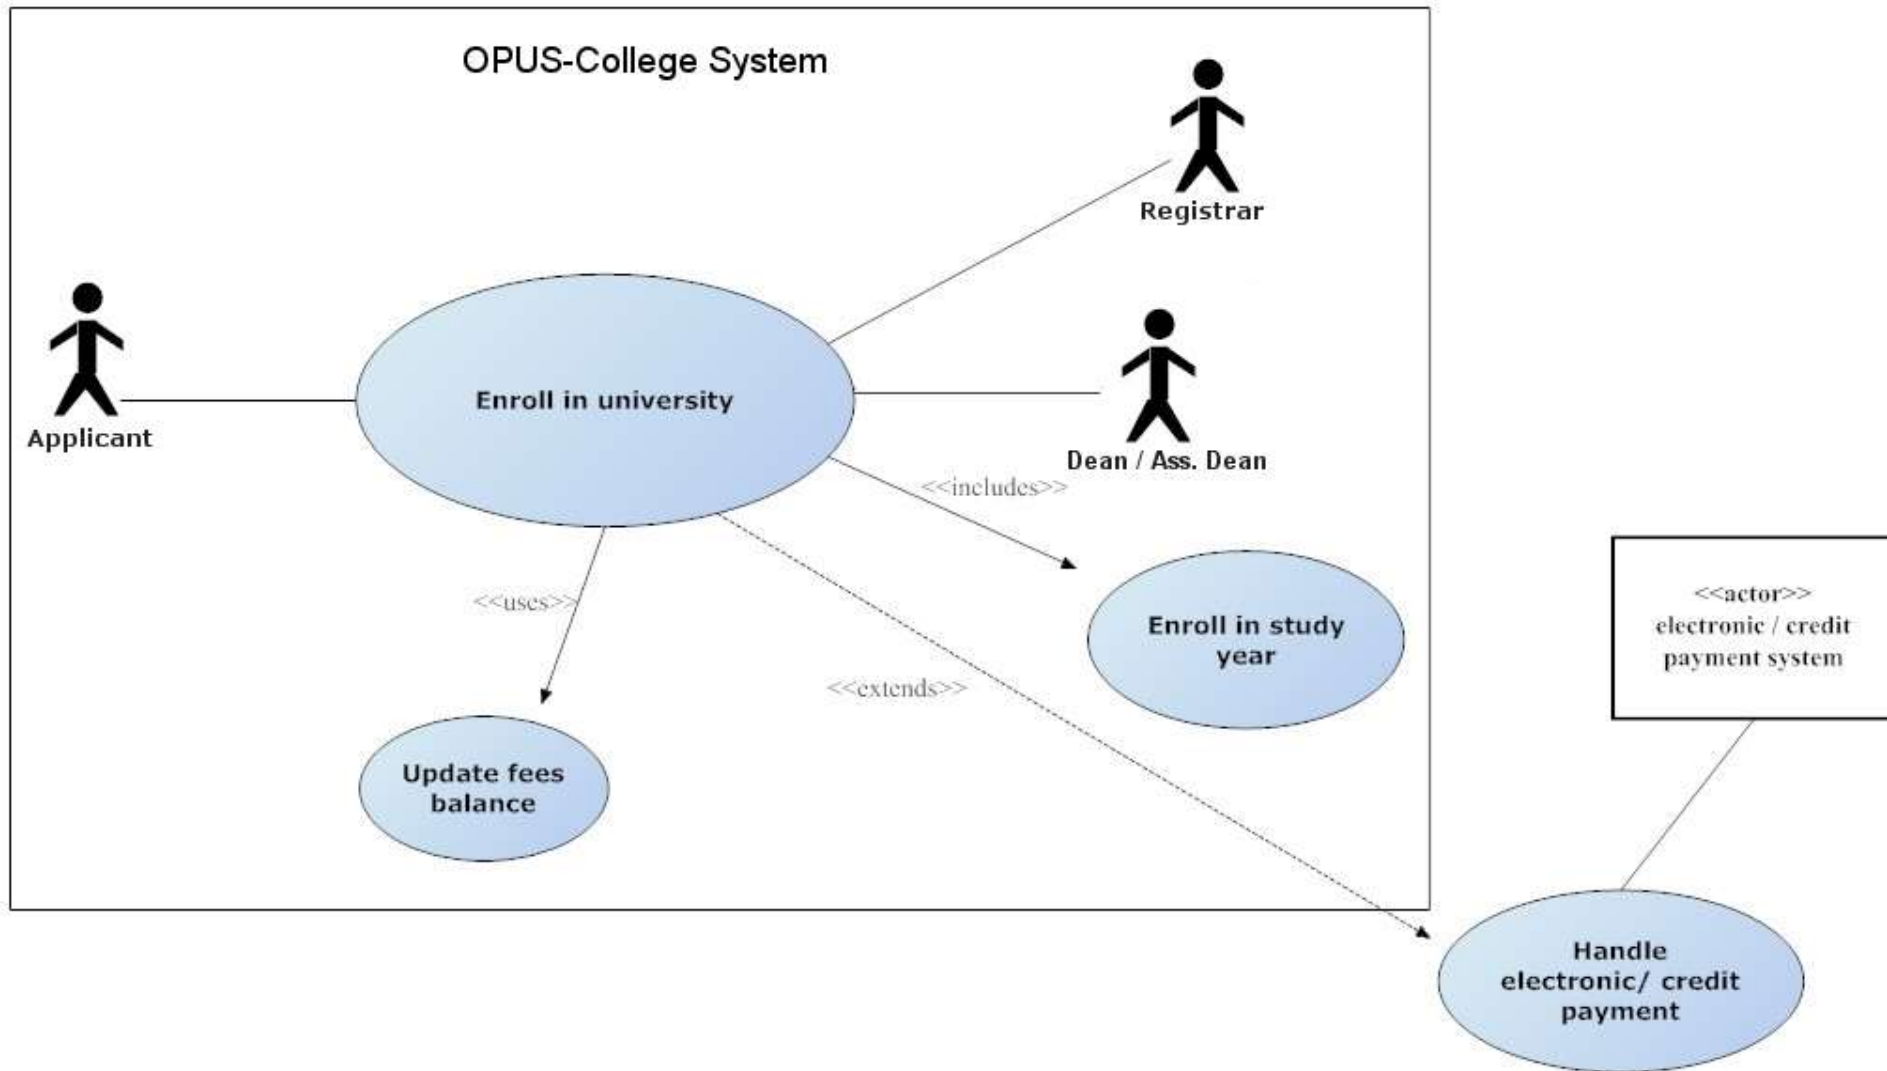 OPUS-College System
Registrar
Applicant
Enroll in university
Dean / Ass. Dean
<<includes>>
<<uses>>
<<extends>>
Enroll in study
year
<<actor>>
electronic / credit
payment system
Update fees
balance
Handle
electronic/ credit
payment